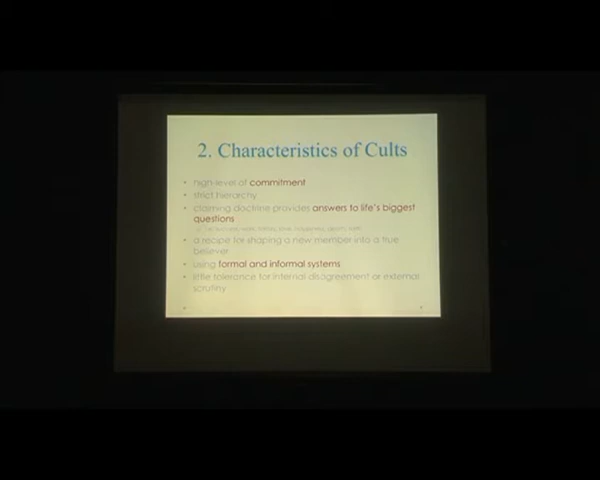 2. Characteristics of Cults
• high-level of commitment
• strict hierarchy
• claiming doctrine provides answers to life's biggest
questions
• a recipe for shaping a new member into a true
believer
• using formal and informal systems
• little tolerance for internal disagreement or external
scrutiny